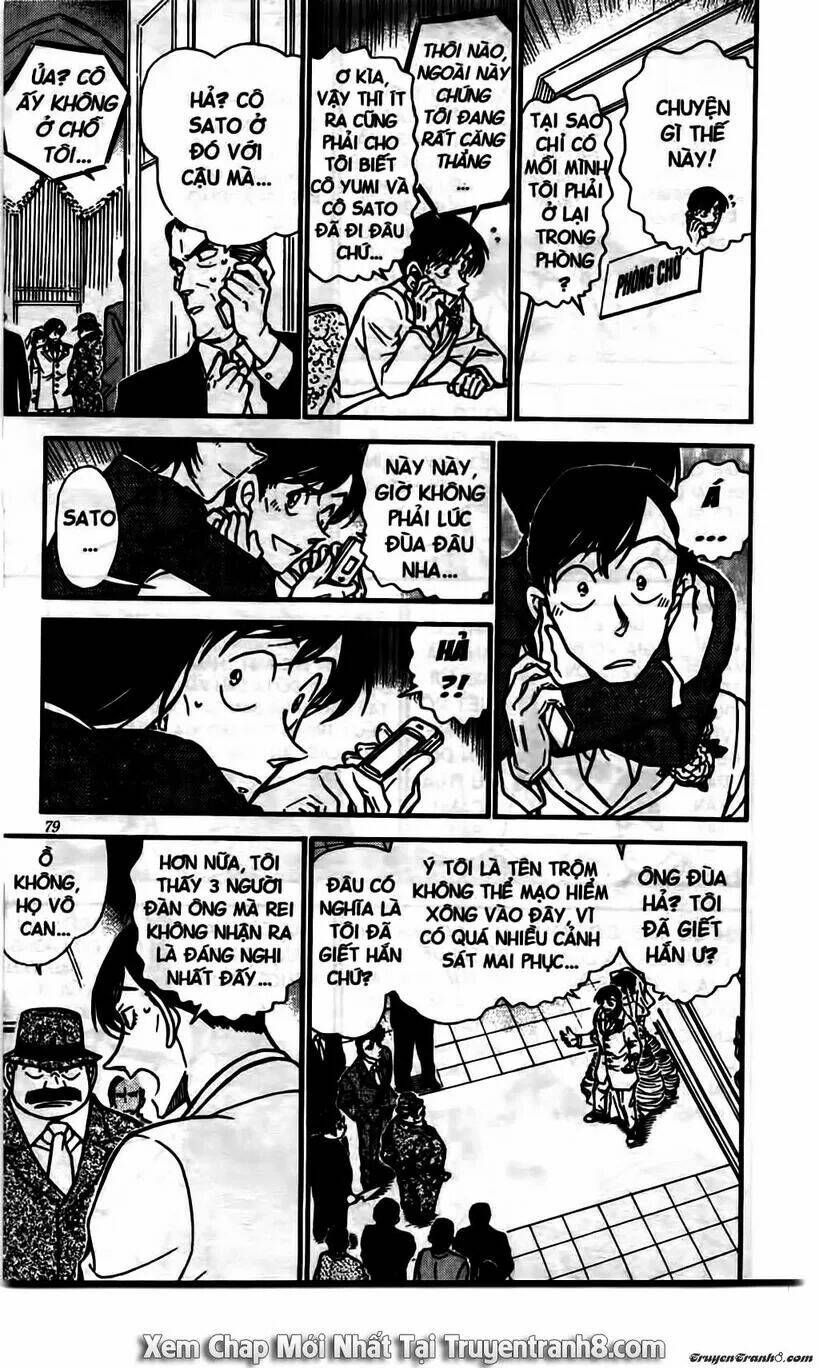 CHUYỆN
GÌ THẾ
NÀY!
TẠI SAO
CHỈ CÓ
MỖI MÌNH
TÔI PHẢI
Ở LẠI
TRONG
PHÒNG
?
PHÒNG CHỜ
THÔI NÀO,
NGOÀI NÀY
CHÚNG
TÔI ĐANG
RẤT CĂNG
THẲNG
...
Ơ KÌA,
VẬY THÌ ÍT
RA CŨNG
PHẢI CHO
TÔI BIẾT
CÔ YUMI VÀ
CÔ SATO
ĐÃ ĐI ĐÂU
CHỨ...
HẢ? CÔ
SATO Ở
ĐÓ VỚI
CẬU MÀ...
ỦA? CÔ
ẤY KHÔNG
Ở CHỖ
TÔI...
Á
...
NÀY NÀY,
GIỜ KHÔNG
PHẢI LÚC
ĐÙA ĐÂU
NHA...
SATO
...
HẢ
?!
79
ÔNG ĐÙA
HẢ? TÔI
ĐÃ GIẾT
HẮN Ư?
Ý TÔI LÀ TÊN TRỘM
KHÔNG THỂ MẠO HIỂM
XÔNG VÀO ĐÂY, VÌ
CÓ QUÁ NHIỀU CẢNH
SÁT MAI PHỤC...
ĐÂU CÓ
NGHĨA LÀ
TÔI ĐÃ
GIẾT HẮN
CHỨ?
HƠN NỮA, TÔI
THẤY 3 NGƯỜI
ĐÀN ÔNG MÀ REI
KHÔNG NHẬN RA
LÀ ĐÁNG NGHI
NHẤT ĐẤY...
Ồ
KHÔNG,
HỌ VÔ
CAN...
Xem Chap Mới Nhất Tại Truyentranh8.com
TruyenTranh8.com